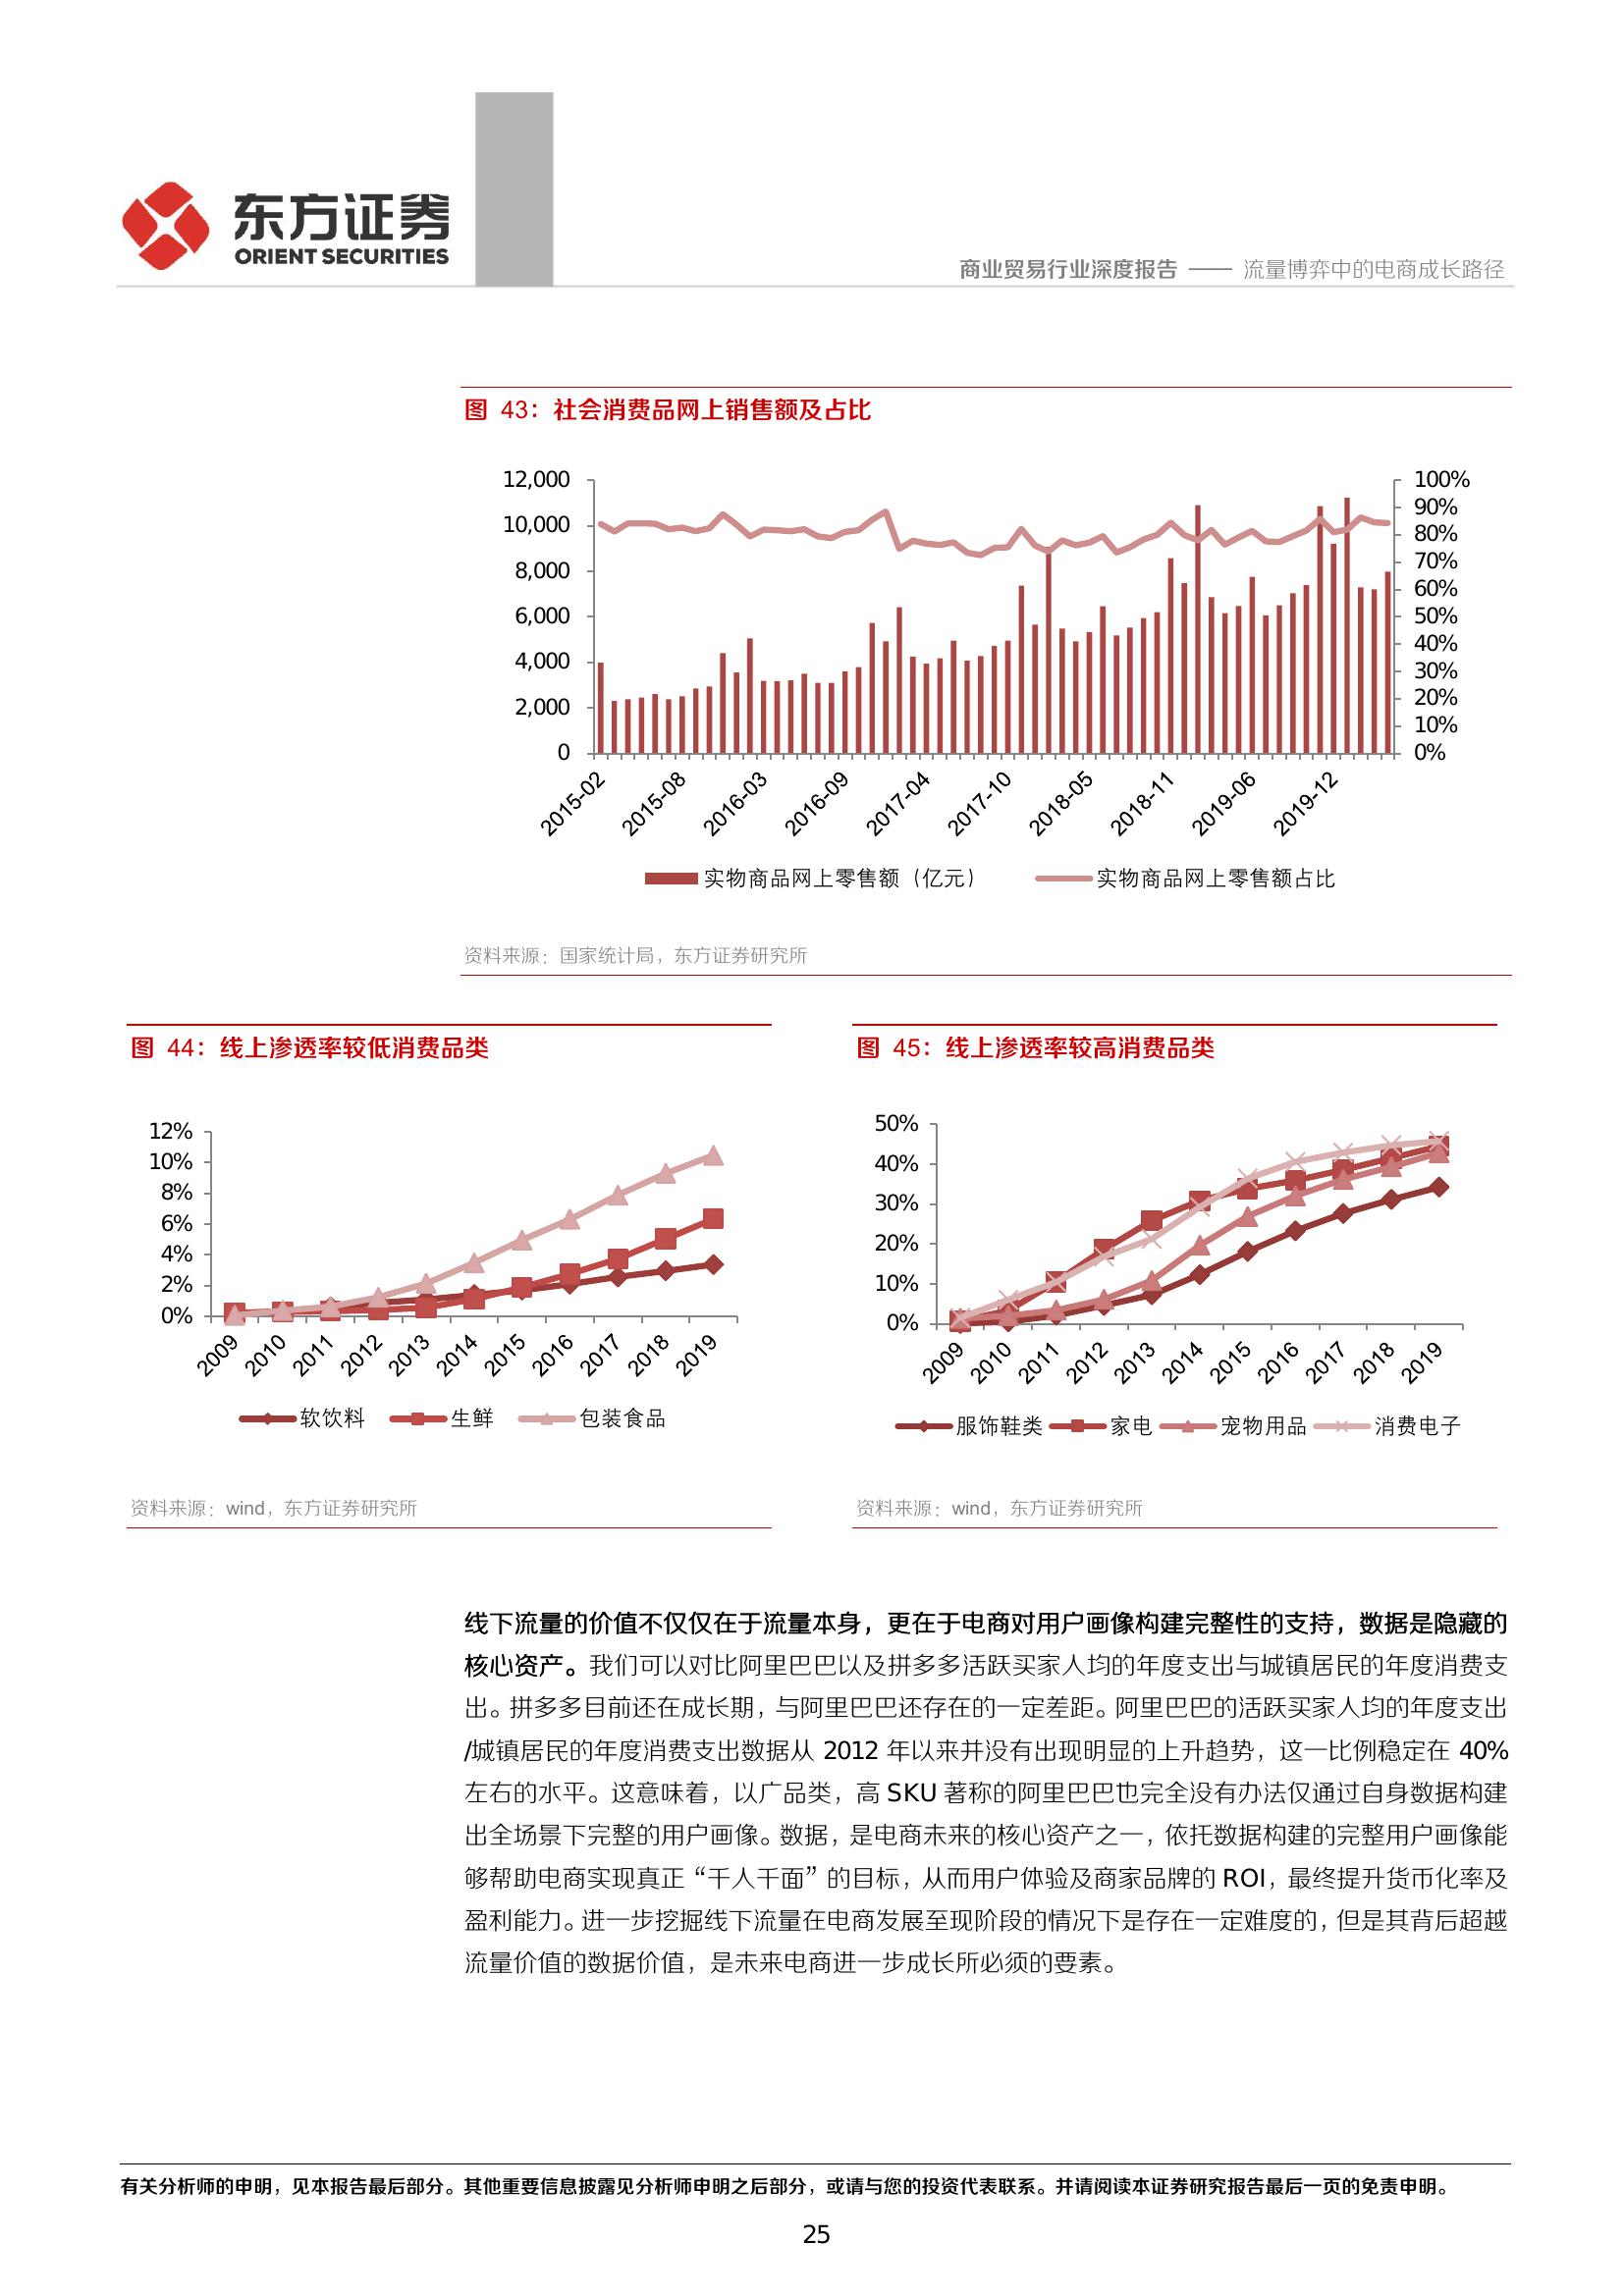 东方证券
ORIENT SECURITIES
商业贸易行业深度报告 —— 流量博弈中的电商成长路径
图 43：社会消费品网上销售额及占比
12,000
10,000
8,000
6,000
4,000
2,000
0
100%
90%
80%
70%
60%
50%
40%
30%
20%
10%
0%
2015-02
2015-08
2016-03
2016-09
2017-04
2017-10
2018-05
2018-11
2019-06
2019-12
实物商品网上零售额（亿元） 实物商品网上零售额占比
资料来源：国家统计局，东方证券研究所
图 44：线上渗透率较低消费品类
12%
10%
8%
6%
4%
2%
0%
2009
2010
2011
2012
2013
2014
2015
2016
2017
2018
2019
软饮料 生鲜 包装食品
资料来源：wind，东方证券研究所
图 45：线上渗透率较高消费品类
50%
40%
30%
20%
10%
0%
2009
2010
2011
2012
2013
2014
2015
2016
2017
2018
2019
服饰鞋类 家电 宠物用品 消费电子
资料来源：wind，东方证券研究所
线下流量的价值不仅仅在于流量本身，更在于电商对用户画像构建完整性的支持，数据是隐藏的
核心资产。我们可以对比阿里巴巴以及拼多多活跃买家人均的年度支出与城镇居民的年度消费支
出。拼多多目前还在成长期，与阿里巴巴还存在的一定差距。阿里巴巴的活跃买家人均的年度支出
/城镇居民的年度消费支出数据从 2012 年以来并没有出现明显的上升趋势，这一比例稳定在 40%
左右的水平。这意味着，以广品类，高 SKU 著称的阿里巴巴也完全没有办法仅通过自身数据构建
出全场景下完整的用户画像。数据，是电商未来的核心资产之一，依托数据构建的完整用户画像能
够帮助电商实现真正“千人千面”的目标，从而用户体验及商家品牌的 ROI，最终提升货币化率及
盈利能力。进一步挖掘线下流量在电商发展至现阶段的情况下是存在一定难度的，但是其背后超越
流量价值的数据价值，是未来电商进一步成长所必须的要素。
有关分析师的申明，见本报告最后部分。其他重要信息披露见分析师申明之后部分，或请与您的投资代表联系。并请阅读本证券研究报告最后一页的免责申明。
25